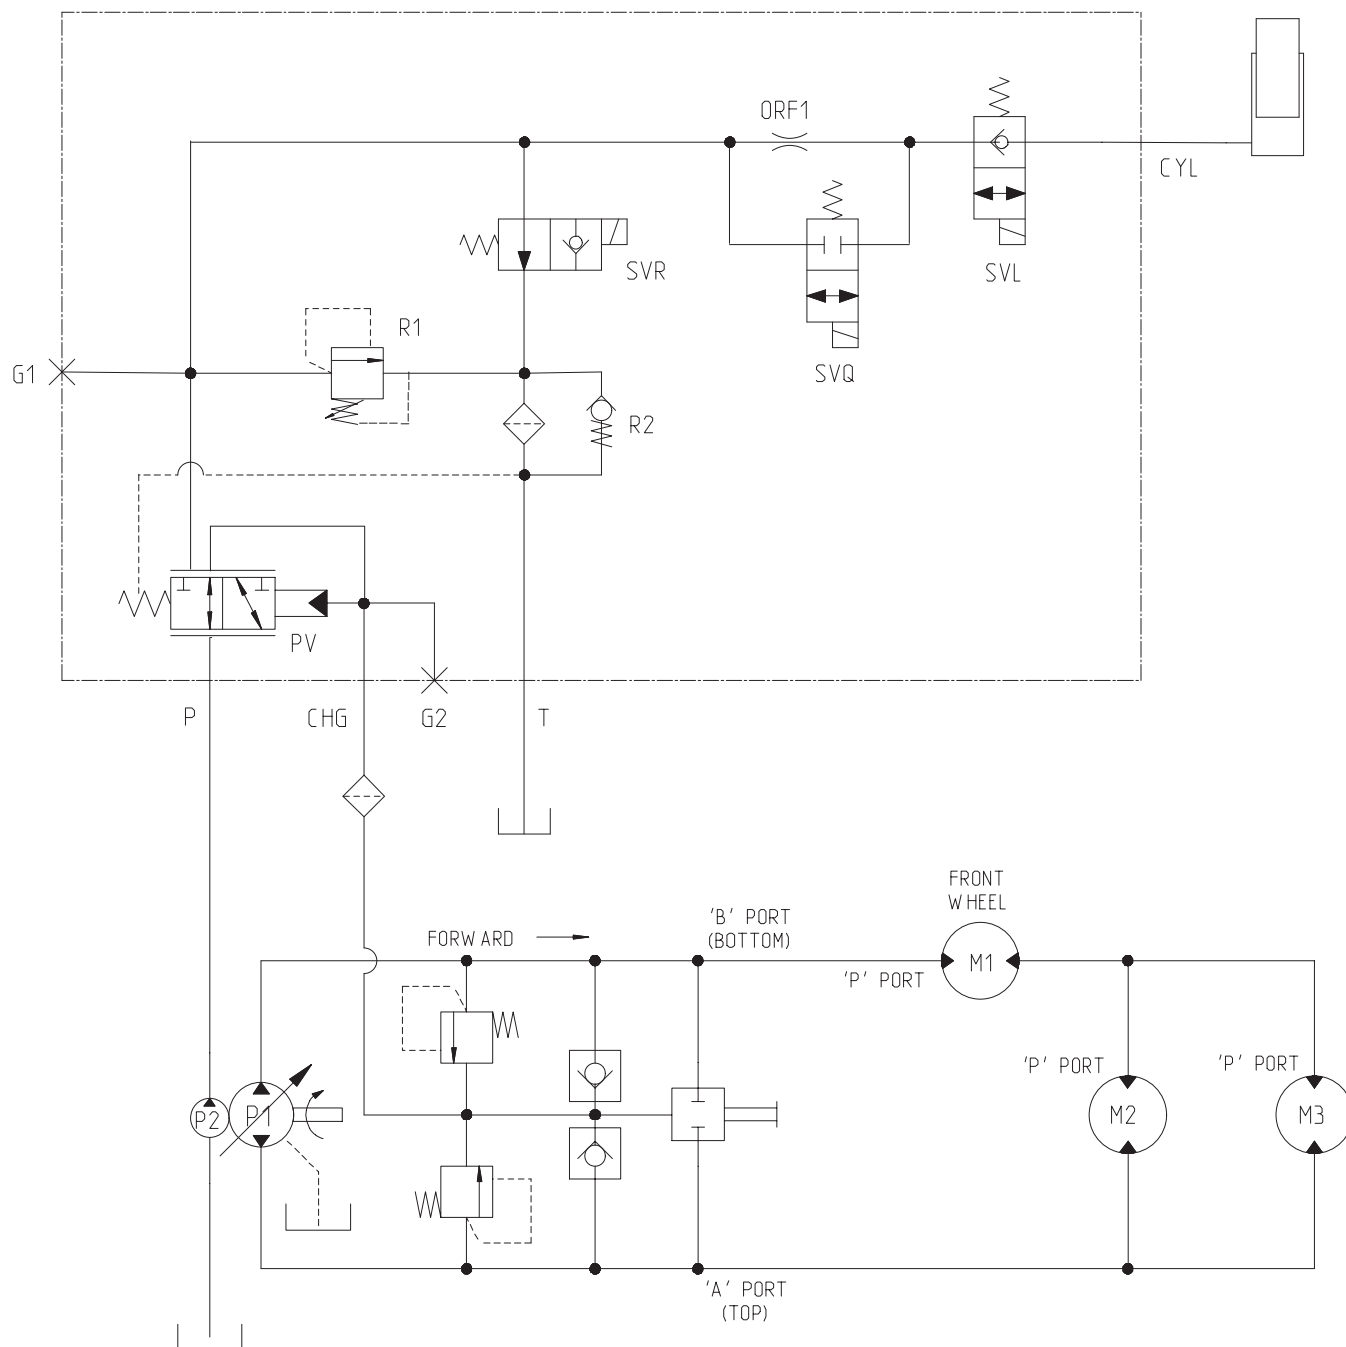 ORF1
CYL
SVR
SVL
R1
G1
SVQ
R2
PV
P
CHG
G2
T
FRONT
WHEEL
'B' PORT
(BOTTOM)
FORWARD
M1
'P' PORT
'P' PORT
'P' PORT
P2
P1
M2
M3
'A' PORT
(TOP)